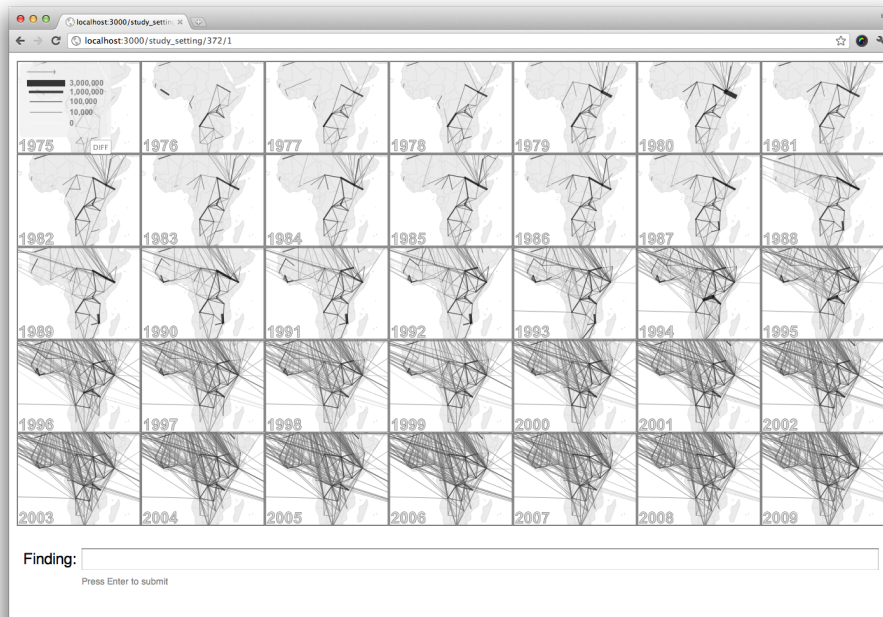 localhost:3000/study_settin
localhost:3000/study_setting/372/1
3,000,000
1,000,000
100,000
10,000
0
DIFF
1975 1976 1977 1978 1979 1980 1981
1982 1983 1984 1985 1986 1987 1988
1989 1990 1991 1992 1993 1994 1995
1996 1997 1998 1999 2000 2001 2002
2003 2004 2005 2006 2007 2008 2009
Finding:
Press Enter to submit